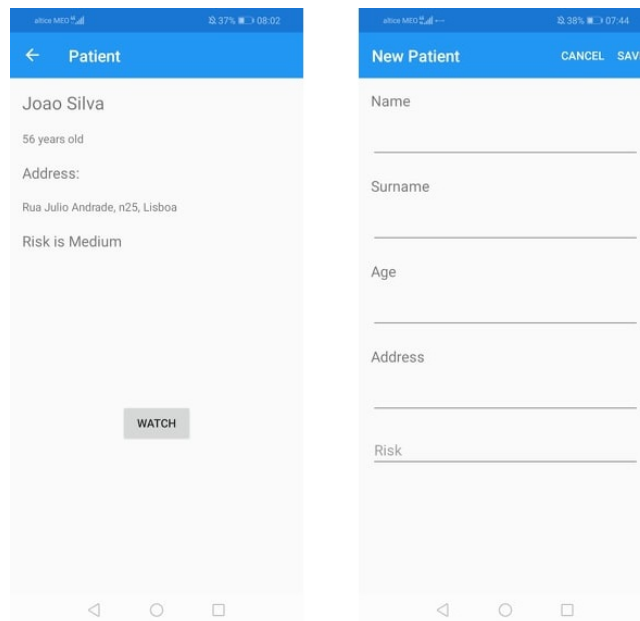 altice MEO 37% 08:02
Patient
Joao Silva
56 years old
Address:
Rua Julio Andrade, n25, Lisboa
Risk is Medium
WATCH
altice MEO 38% 07:44
New Patient CANCEL SAV
Name
Surname
Age
Address
Risk